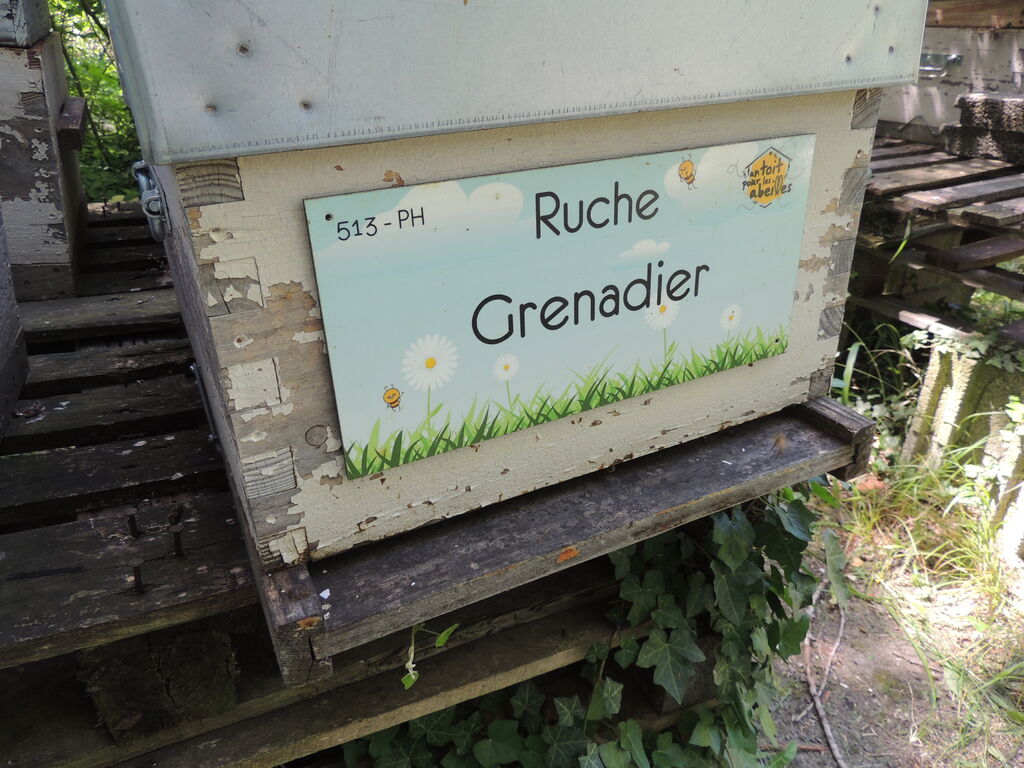 513 - PH
Ruche
Grenadier
un toit
pour les
abeilles